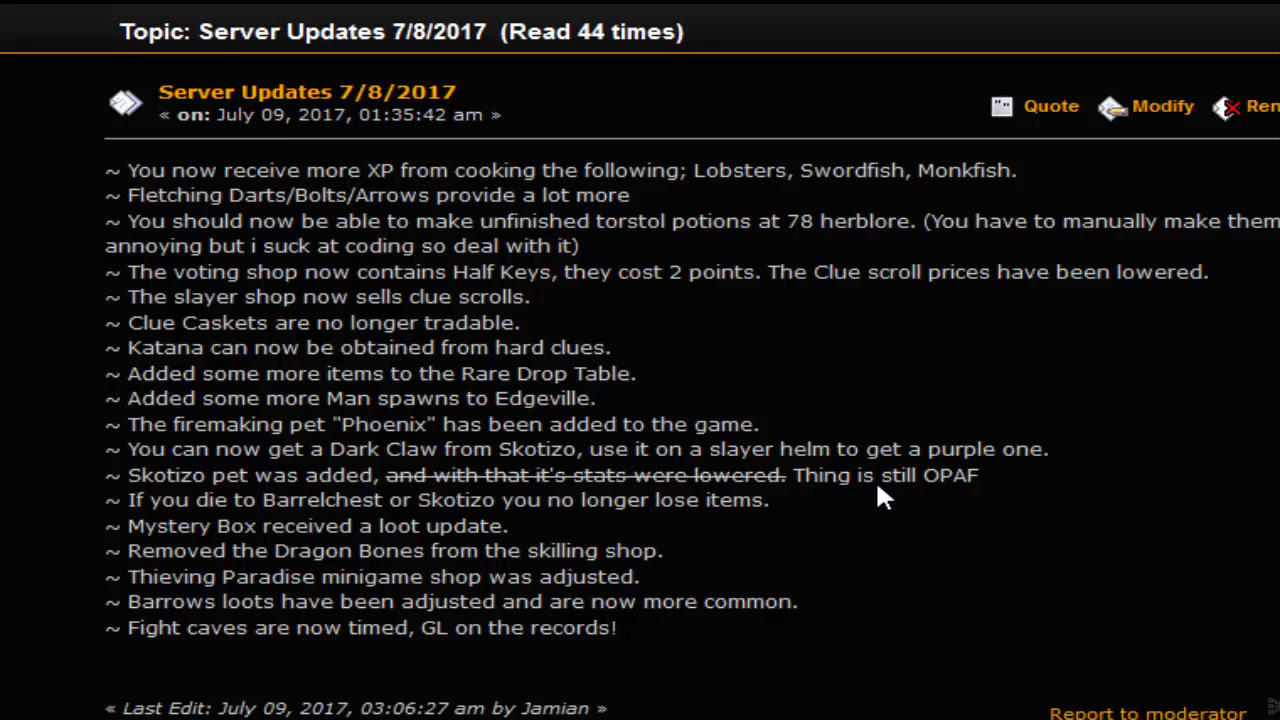 Topic: Server Updates 7/8/2017 (Read 44 times)
Server Updates 7/8/2017
« on: July 09, 2017, 01:35:42 am »
Quote Modify
~ You now receive more XP from cooking the following; Lobsters, Swordfish, Monkfish.
~ Fletching Darts/Bolts/Arrows provide a lot more
~ You should now be able to make unfinished torstol potions at 78 herblore. (You have to manually make them
annoying but i suck at coding so deal with it)
~ The voting shop now contains Half Keys, they cost 2 points. The Clue scroll prices have been lowered.
~ The slayer shop now sells clue scrolls.
~ Clue Caskets are no longer tradable.
~ Katana can now be obtained from hard clues.
~ Added some more items to the Rare Drop Table.
~ Added some more Man spawns to Edgeville.
~ The firemaking pet "Phoenix" has been added to the game.
~ You can now get a Dark Claw from Skotizo, use it on a slayer helm to get a purple one.
~ Skotizo pet was added, and with that it's stats were lowered. Thing is still OPAF
~ If you die to Barrelchest or Skotizo you no longer lose items.
~ Mystery Box received a loot update.
~ Removed the Dragon Bones from the skilling shop.
~ Thieving Paradise minigame shop was adjusted.
~ Barrows loots have been adjusted and are now more common.
~ Fight caves are now timed, GL on the records!
« Last Edit: July 09, 2017, 03:06:27 am by Jamian »
Report to moderator